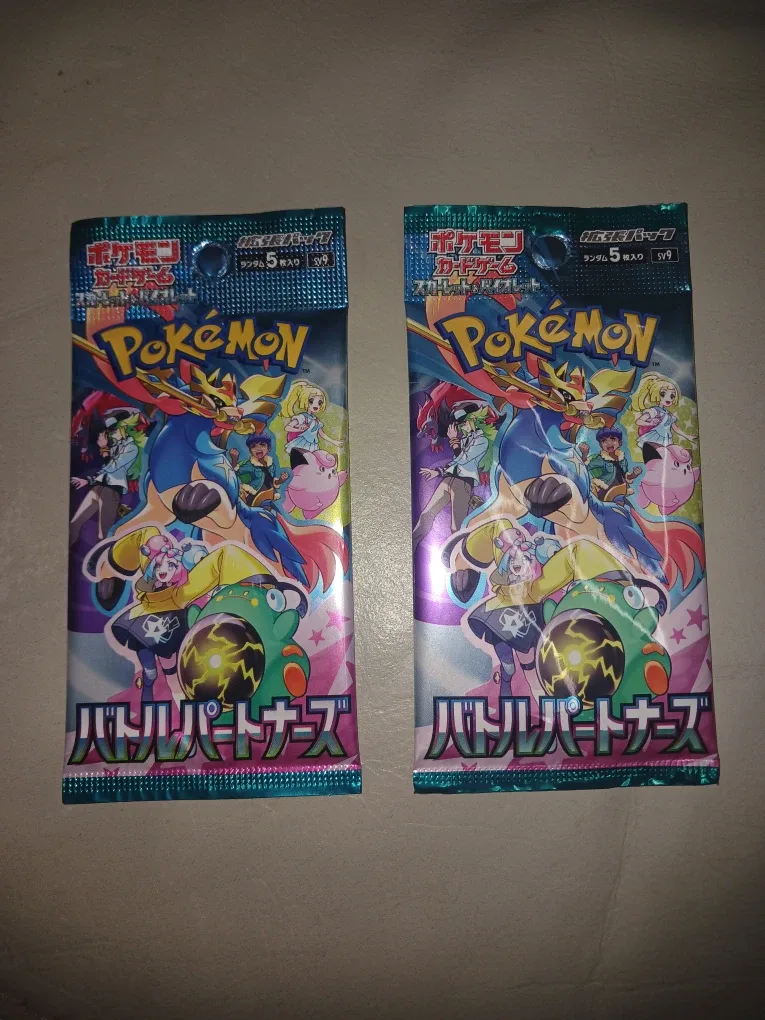 ポケモン
カードゲーム
スカーレット&バイオレット
拡張パック
ランダム5枚入り
sv9
POKéMON
TM
バトルパートナーズ
ポケモン
カードゲーム
スカーレット&バイオレット
拡張パック
ランダム5枚入り
sv9
POKéMON
TM
バトルパートナーズ